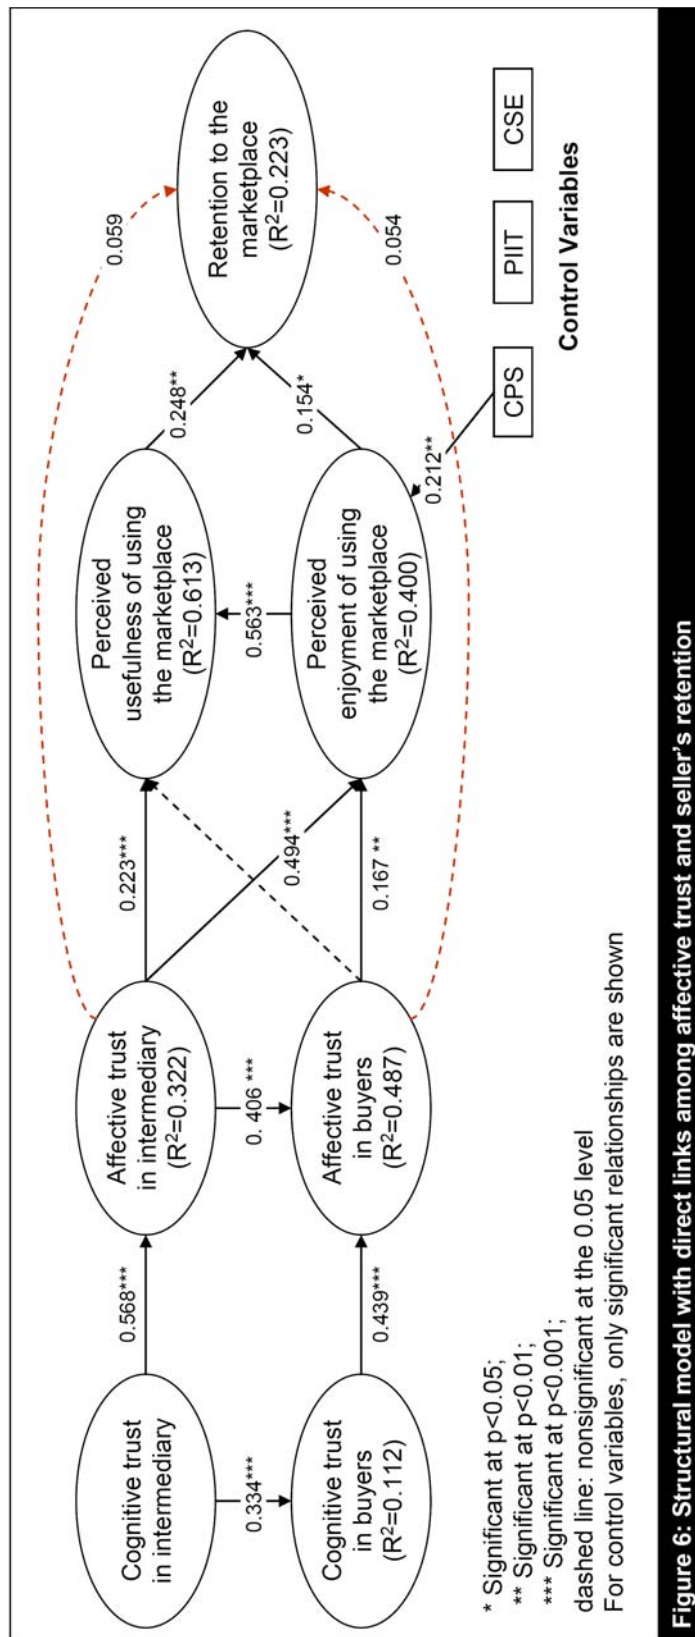 Cognitive trust
in intermediary
0.334***
Cognitive trust
in buyers
(R²=0.112)
0.568***
0.439***
Affective trust
in intermediary
(R²=0.322)
0. 406 ***
Affective trust
in buyers
(R²=0.487)
0.223***
0.494***
0.167 **
Perceived
usefulness of using
the marketplace
(R²=0.613)
0.563***
Perceived
enjoyment of using
the marketplace
(R²=0.400)
0.059
0.248**
0.154*
0.212**
0.054
Retention to the
marketplace
(R²=0.223)
CPS
PIIT
CSE
Control Variables
* Significant at p<0.05;
** Significant at p<0.01;
*** Significant at p<0.001;
dashed line: nonsignificant at the 0.05 level
For control variables, only significant relationships are shown
Figure 6: Structural model with direct links among affective trust and seller's retention